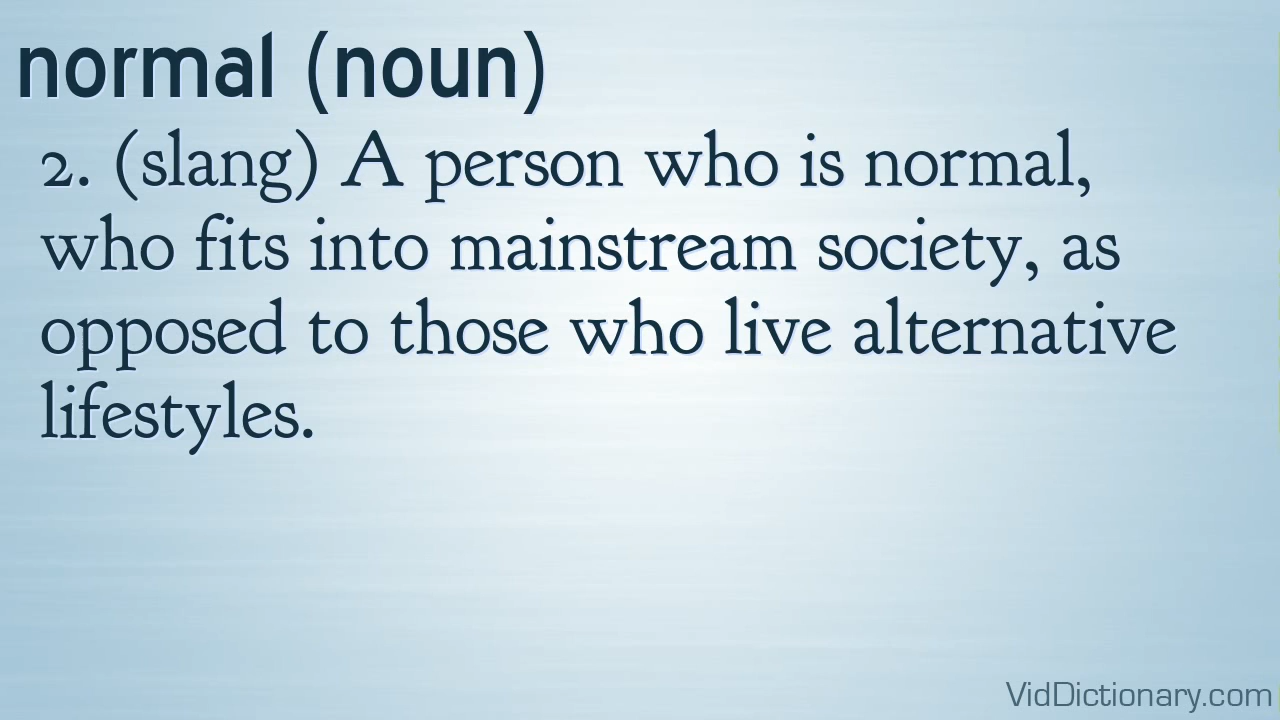 normal (noun)
2. (slang) A person who is normal,
who fits into mainstream society, as
opposed to those who live alternative
lifestyles.
VidDictionary.com